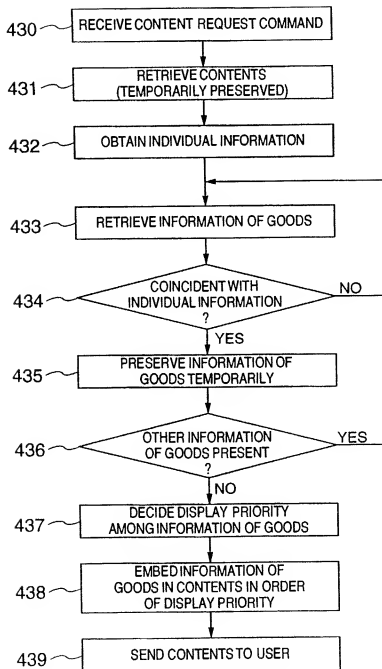 430
RECEIVE CONTENT REQUEST COMMAND
431
RETRIEVE CONTENTS
(TEMPORARILY PRESERVED)
432
OBTAIN INDIVIDUAL INFORMATION
433
RETRIEVE INFORMATION OF GOODS
434
COINCIDENT WITH
INDIVIDUAL INFORMATION
?
NO
YES
435
PRESERVE INFORMATION OF
GOODS TEMPORARILY
436
OTHER INFORMATION
OF GOODS PRESENT
?
YES
NO
437
DECIDE DISPLAY PRIORITY
AMONG INFORMATION OF GOODS
438
EMBED INFORMATION OF
GOODS IN CONTENTS IN ORDER
OF DISPLAY PRIORITY
439
SEND CONTENTS TO USER